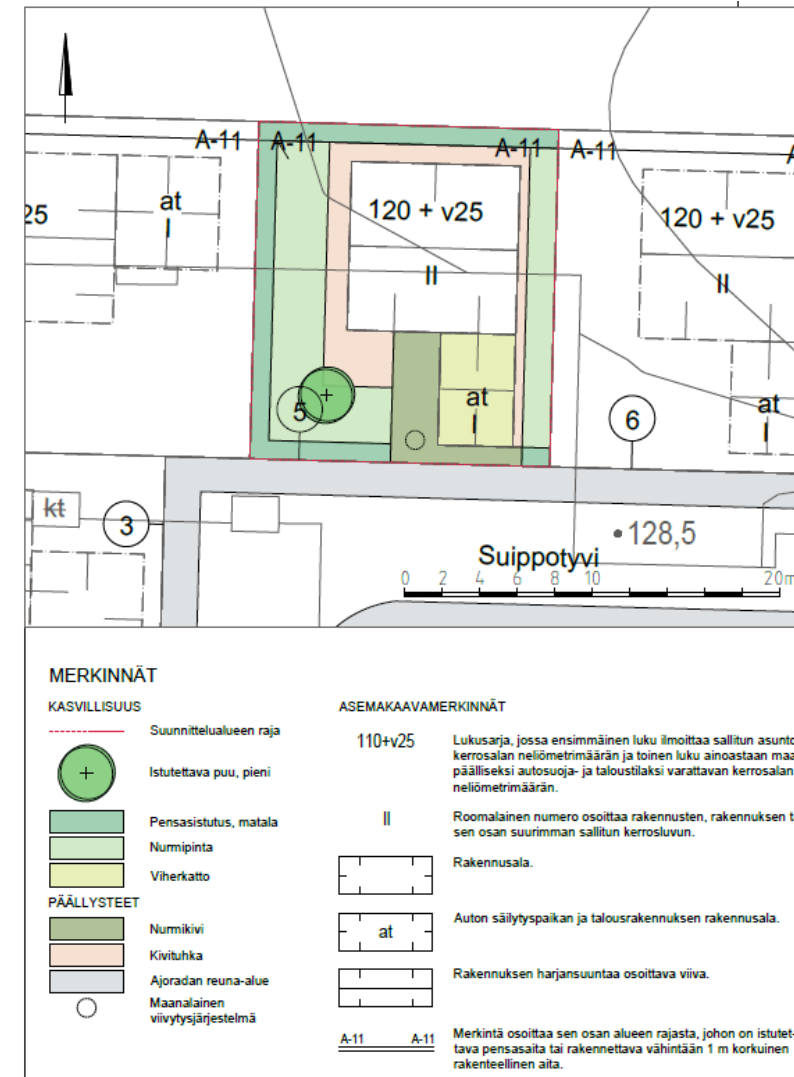 A-11 A-11 A-11 A-11 A
25 at 120 + v25 120 + v25
I
II II
at at
5 I 6 I
kt 3 128,5
Suippotyvi
0 2 4 6 8 10 20m
MERKINNÄT
KASVILLISUUS
Suunnittelualueen raja
Istutettava puu, pieni
Pensasistutus, matala
Nurmipinta
Viherkatto
PÄÄLLYSTEET
Nurmikivi
Kivituhka
Ajoradan reuna-alue
Maanalainen
viivytysjärjestelmä
ASEMAKAAVAMERKINNÄT
110+v25
Lukusarja, jossa ensimmäinen luku ilmoittaa sallitun asunto
kerrosalan neliömetrimäärän ja toinen luku ainoastaan maa
päälliseksi autosuoja- ja taloustilaksi varattavan kerrosalan
neliömetrimäärän.
II
Roomalainen numero osoittaa rakennusten, rakennuksen t
sen osan suurimman sallitun kerrosluvun.
Rakennusala.
at
Auton säilytyspaikan ja talousrakennuksen rakennusala.
Rakennuksen harjansuuntaa osoittava viiva.
A-11 A-11
Merkintä osoittaa sen osan alueen rajasta, johon on istutet-
tava pensasaita tai rakennettava vähintään 1 m korkuinen
rakenteellinen aita.